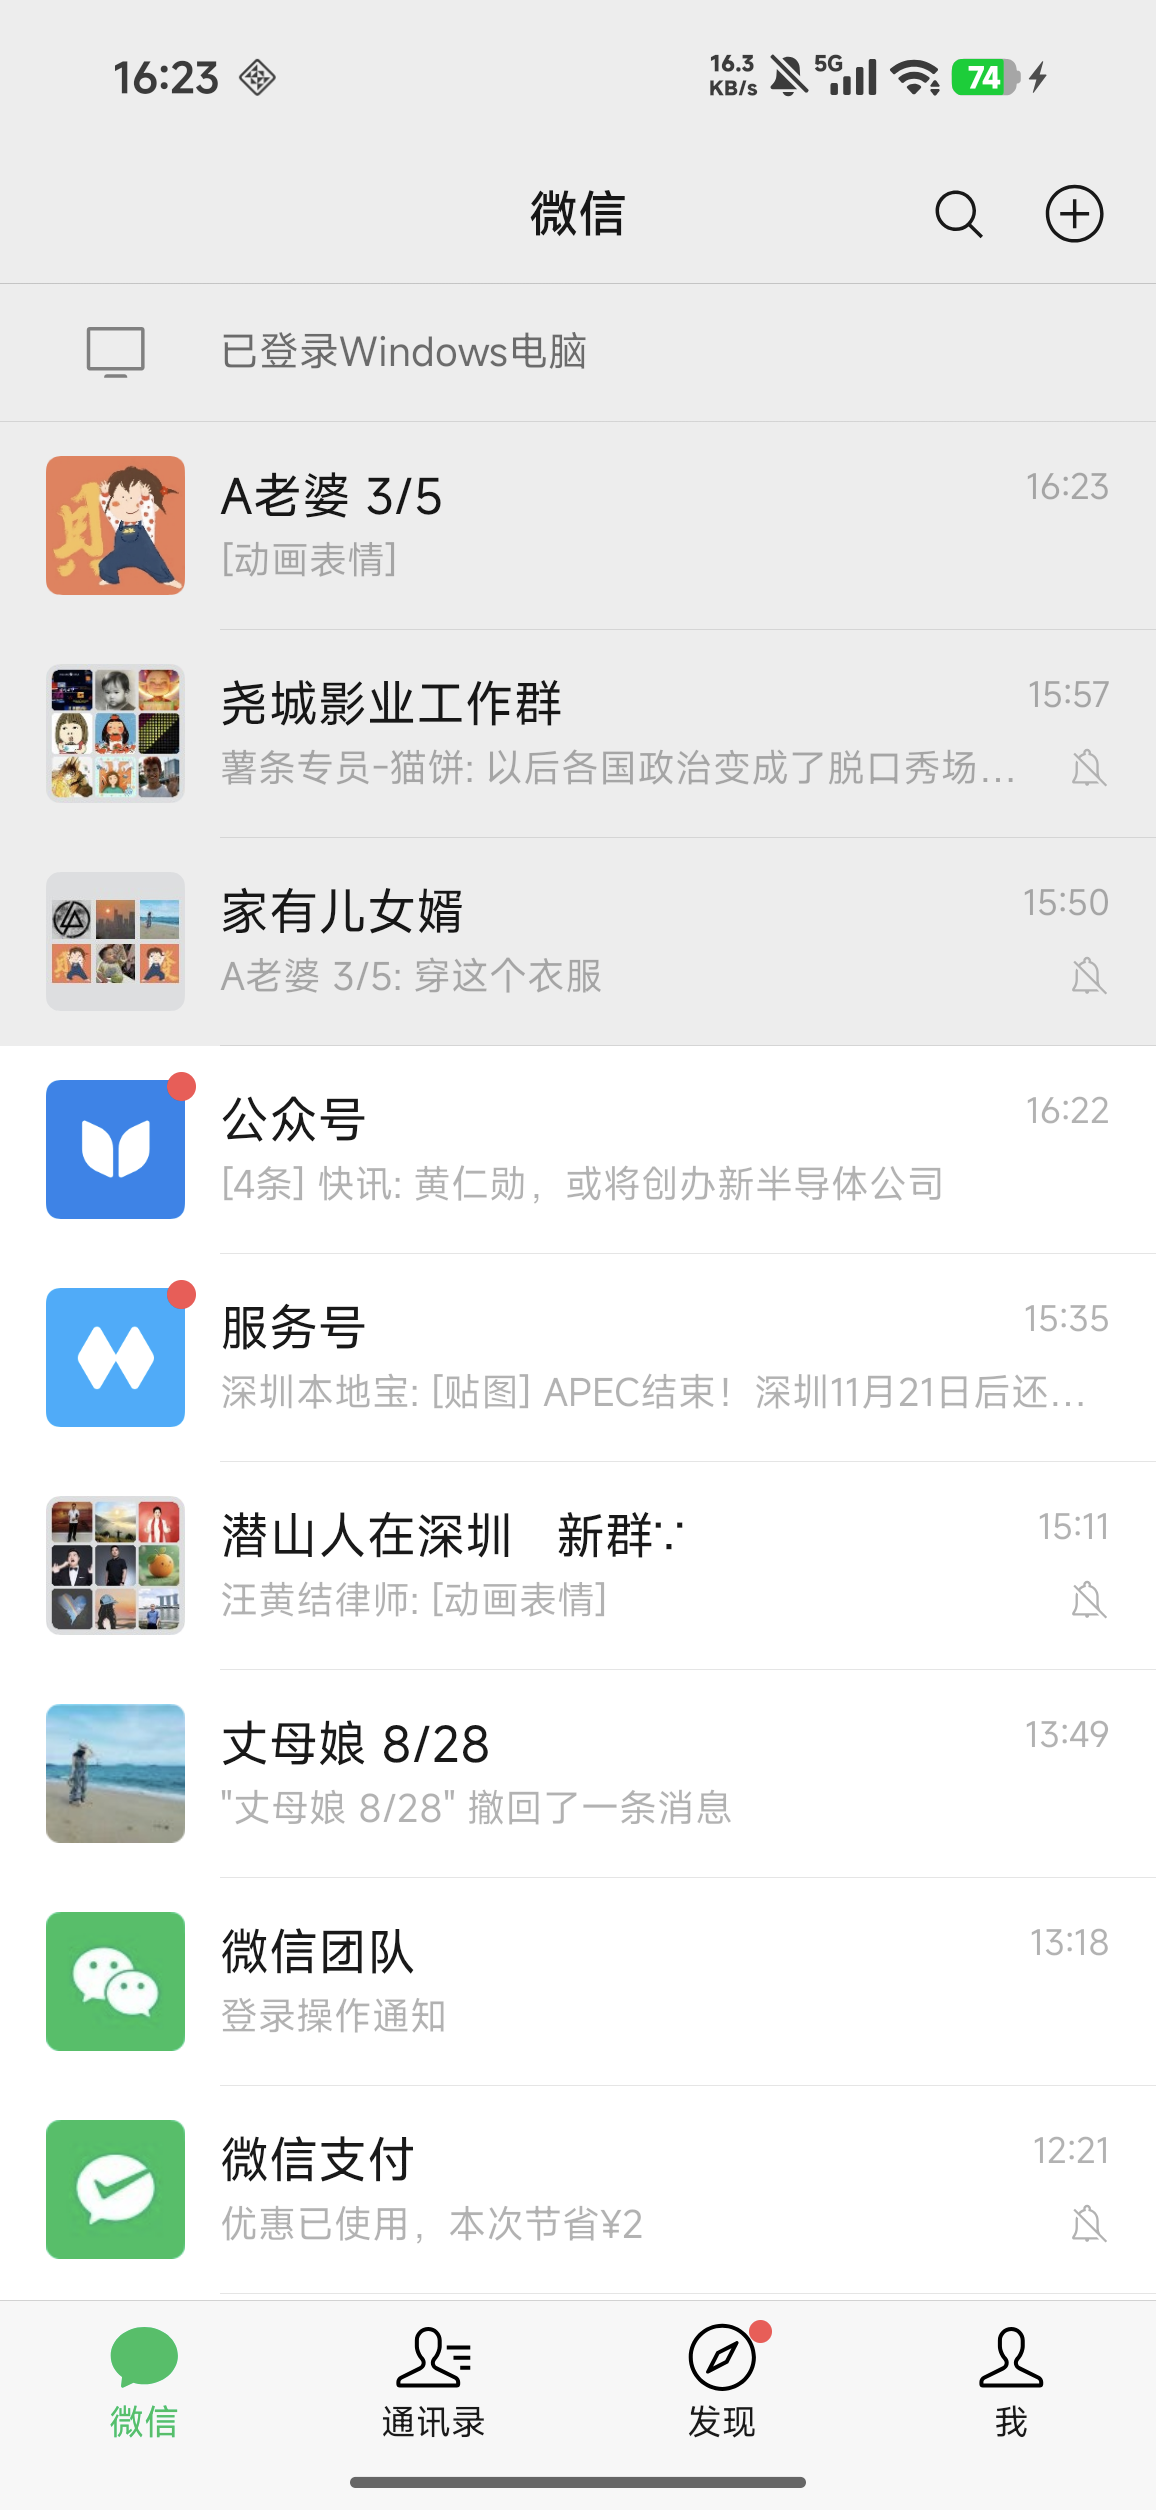 16:23
16.3 KB/s 5G 74
微信
已登录Windows电脑
A老婆 3/5 16:23
[动画表情]
尧城影业工作群 15:57
薯条专员-猫饼: 以后各国政治变成了脱口秀场...
家有儿女婿 15:50
A老婆 3/5: 穿这个衣服
公众号 16:22
[4条] 快讯: 黄仁勋，或将创办新半导体公司
服务号 15:35
深圳本地宝: [贴图] APEC结束！深圳11月21日后还...
潜山人在深圳 新群∵ 15:11
汪黄结律师: [动画表情]
丈母娘 8/28 13:49
"丈母娘 8/28" 撤回了一条消息
微信团队 13:18
登录操作通知
微信支付 12:21
优惠已使用，本次节省¥2
微信 通讯录 发现 我